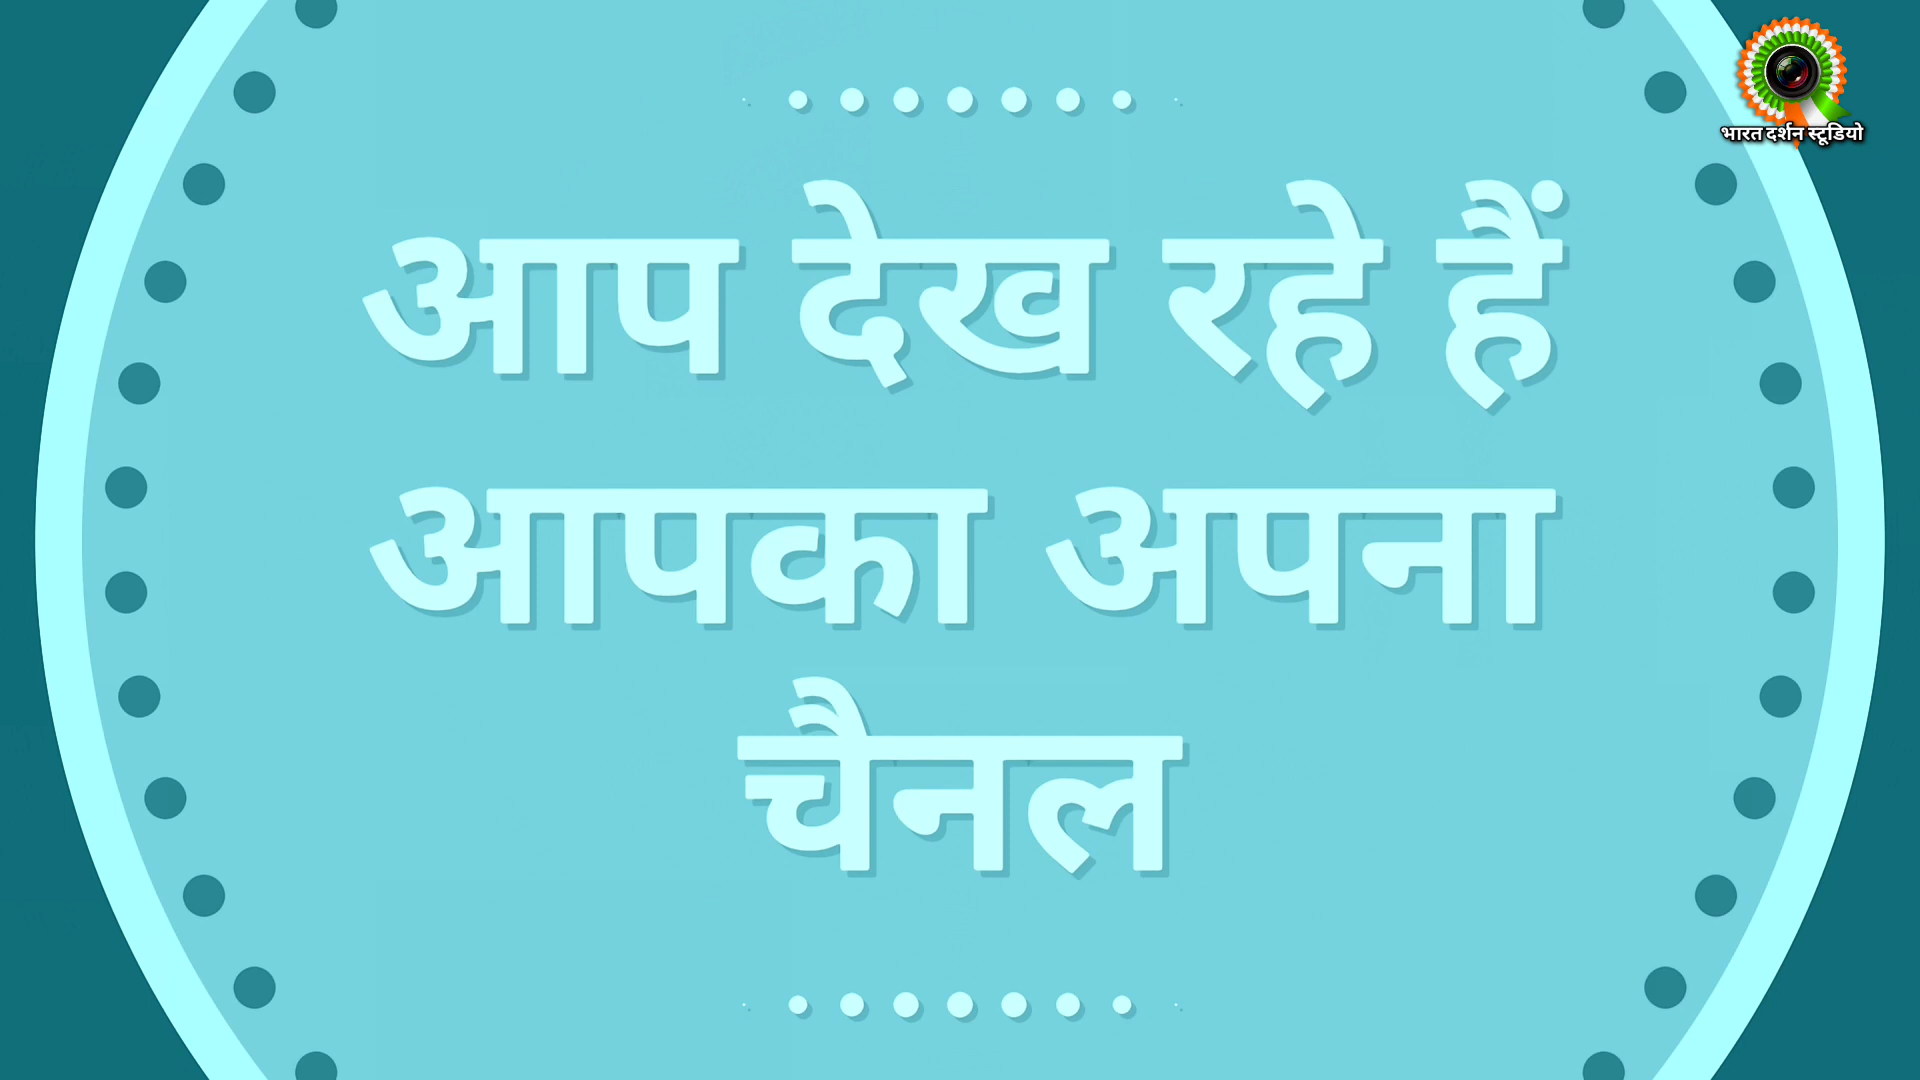 भारत दर्शन स्टूडियो
आप देख रहे हैं
आपका अपना
चैनल